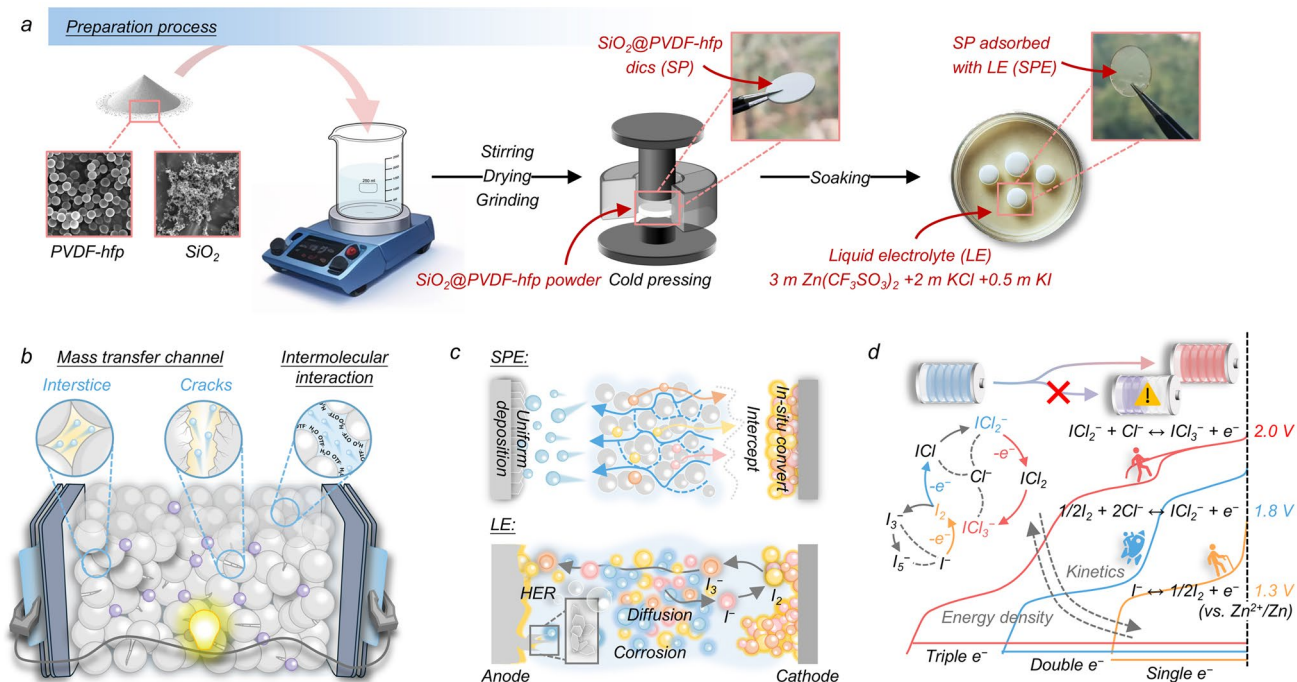 a
Preparation process
PVDF-hfp
SiO₂
Stirring
Drying
Grinding
SiO₂@PVDF-hfp
dics (SP)
SiO₂@PVDF-hfp powder
Cold pressing
Soaking
SP adsorbed
with LE (SPE)
Liquid electrolyte (LE)
3 m Zn(CF₃SO₃)₂ +2 m KCl +0.5 m KI
b
Mass transfer channel
Interstice
Cracks
Intermolecular
interaction
c
SPE:
Uniform
deposition
Intercept
In-situ convert
LE:
HER
Diffusion
Corrosion
I₃⁻
I⁻
I₂
Anode
Cathode
d
ICl₂⁻
ICl
-e⁻
-e⁻
Cl⁻
ICl₂
I₃⁻
I₂
-e⁻
ICl₃⁻
I₅⁻
I⁻
ICl₂⁻ + Cl⁻ ↔ ICl₃⁻ + e⁻
2.0 V
1/2I₂ + 2Cl⁻ ↔ ICl₂⁻ + e⁻
1.8 V
Kinetics
I⁻ ↔ 1/2I₂ + e⁻
1.3 V
(vs. Zn²⁺/Zn)
Energy density
Triple e⁻
Double e⁻
Single e⁻